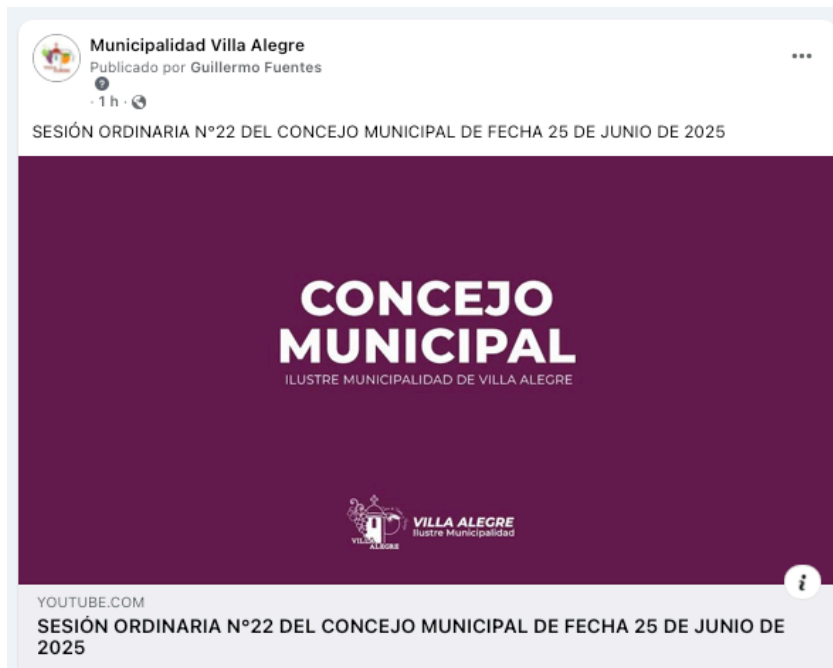 Municipalidad Villa Alegre
Publicado por Guillermo Fuentes
· 1 h ·
SESIÓN ORDINARIA N°22 DEL CONCEJO MUNICIPAL DE FECHA 25 DE JUNIO DE 2025
CONCEJO
MUNICIPAL
ILUSTRE MUNICIPALIDAD DE VILLA ALEGRE
VILLA
ALEGRE
VILLA ALEGRE
Ilustre Municipalidad
YOUTUBE.COM
SESIÓN ORDINARIA N°22 DEL CONCEJO MUNICIPAL DE FECHA 25 DE JUNIO DE
2025